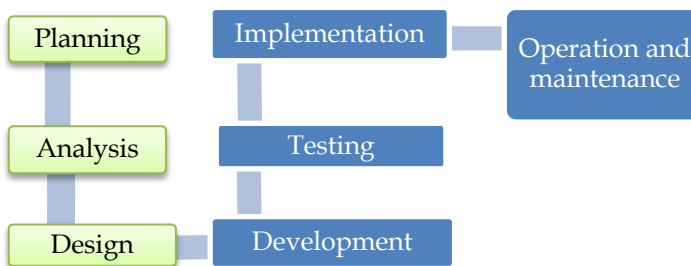 Planning
Analysis
Design
Development
Testing
Implementation
Operation and
maintenance